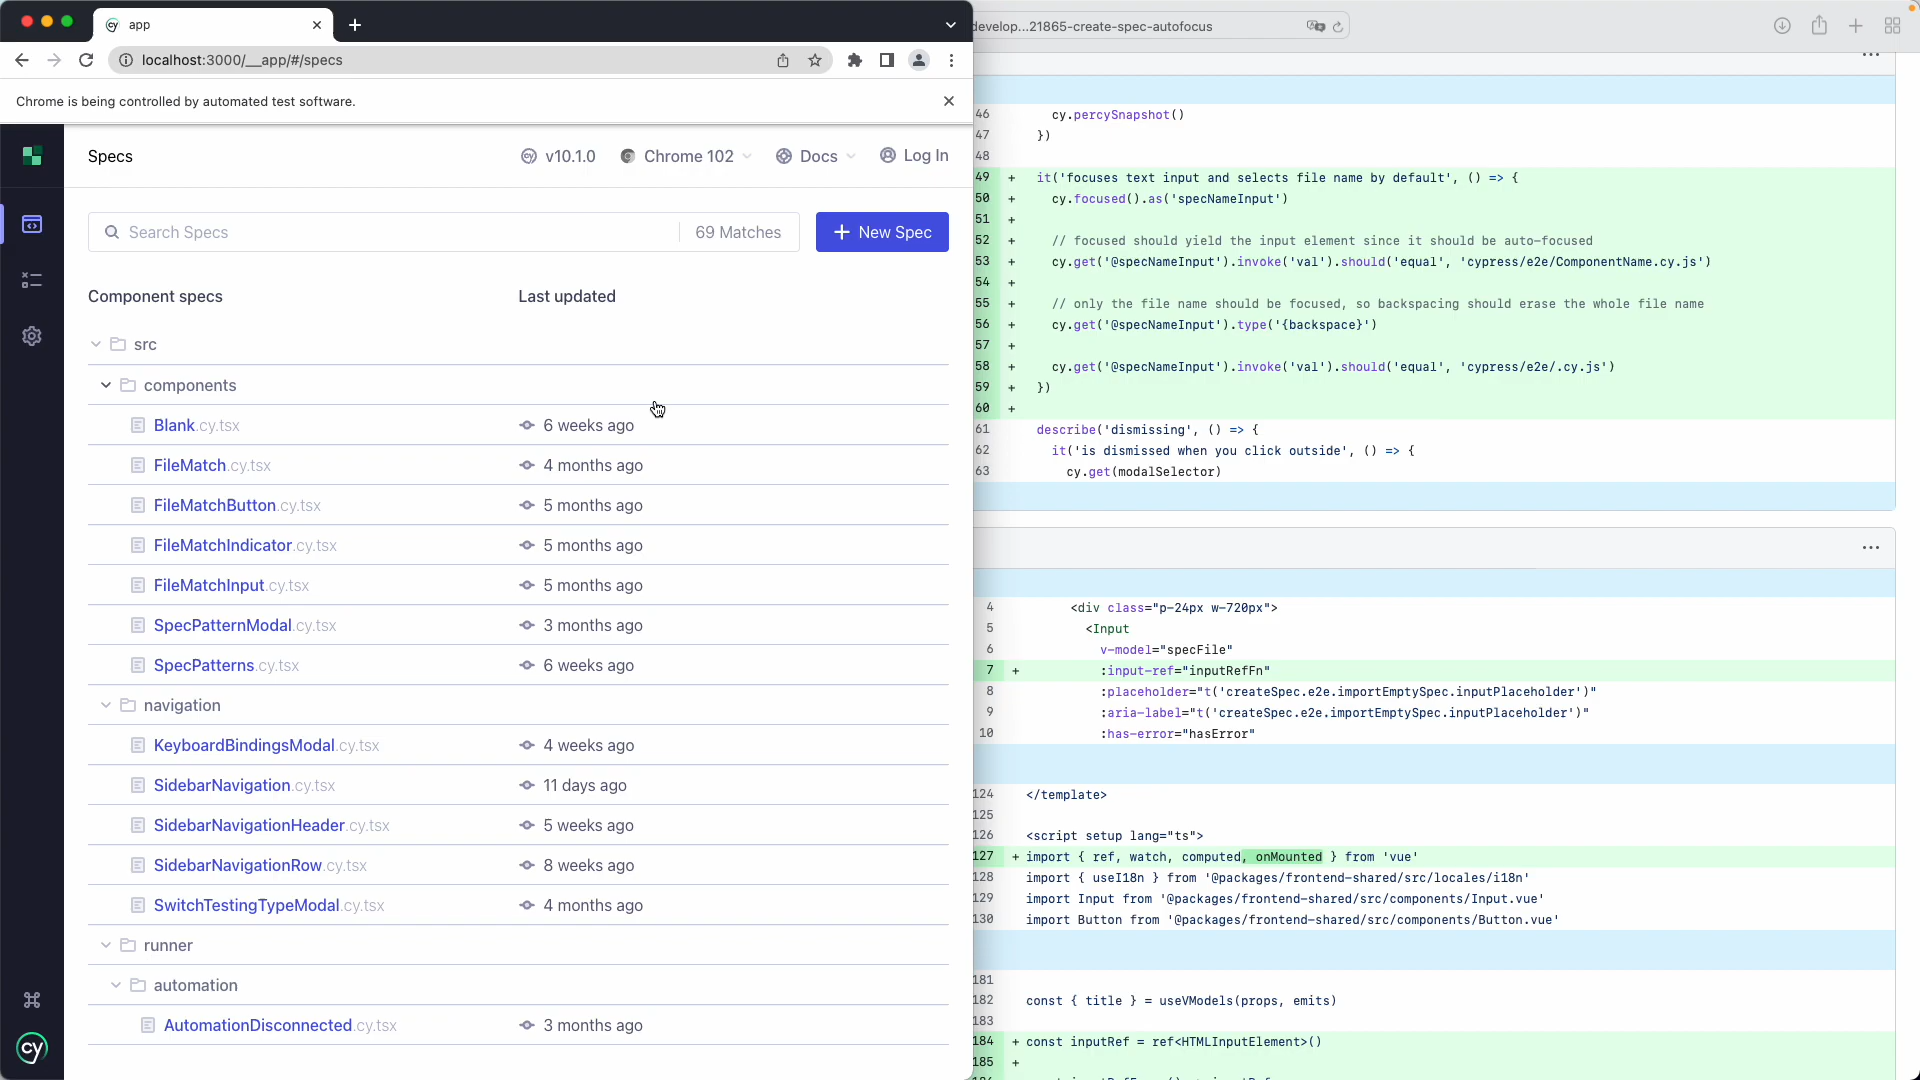 app
localhost:3000/__app/#/specs
Chrome is being controlled by automated test software.
Specs
v10.1.0
Chrome 102
Docs
Log In
Search Specs
69 Matches
New Spec
Component specs
Last updated
src
components
Blank.cy.tsx
6 weeks ago
FileMatch.cy.tsx
4 months ago
FileMatchButton.cy.tsx
5 months ago
FileMatchIndicator.cy.tsx
5 months ago
FileMatchInput.cy.tsx
5 months ago
SpecPatternModal.cy.tsx
3 months ago
SpecPatterns.cy.tsx
6 weeks ago
navigation
KeyboardBindingsModal.cy.tsx
4 weeks ago
SidebarNavigation.cy.tsx
11 days ago
SidebarNavigationHeader.cy.tsx
5 weeks ago
SidebarNavigationRow.cy.tsx
8 weeks ago
SwitchTestingTypeModal.cy.tsx
4 months ago
runner
automation
AutomationDisconnected.cy.tsx
3 months ago
cy
develop...21865-create-spec-autofocus
46 cy.percySnapshot()
47 })
48
49 + it('focuses text input and selects file name by default', () => {
50 + cy.focused().as('specNameInput')
51 +
52 + // focused should yield the input element since it should be auto-focused
53 + cy.get('@specNameInput').invoke('val').should('equal', 'cypress/e2e/ComponentName.cy.js')
54 +
55 + // only the file name should be focused, so backspacing should erase the whole file name
56 + cy.get('@specNameInput').type('{backspace}')
57 +
58 + cy.get('@specNameInput').invoke('val').should('equal', 'cypress/e2e/.cy.js')
59 + })
60 +
61 describe('dismissing', () => {
62 it('is dismissed when you click outside', () => {
63 cy.get(modalSelector)
4 <div class="p-24px w-720px">
5 <Input
6 v-model="specFile"
7 + :input-ref="inputRefFn"
8 :placeholder="t('createSpec.e2e.importEmptySpec.inputPlaceholder')"
9 :aria-label="t('createSpec.e2e.importEmptySpec.inputPlaceholder')"
10 :has-error="hasError"
124 </template>
125
126 <script setup lang="ts">
127 + import { ref, watch, computed, onMounted } from 'vue'
128 import { useI18n } from '@packages/frontend-shared/src/locales/i18n'
129 import Input from '@packages/frontend-shared/src/components/Input.vue'
130 import Button from '@packages/frontend-shared/src/components/Button.vue'
181
182 const { title } = useVModels(props, emits)
183
184 + const inputRef = ref<HTMLInputElement>()
185 +